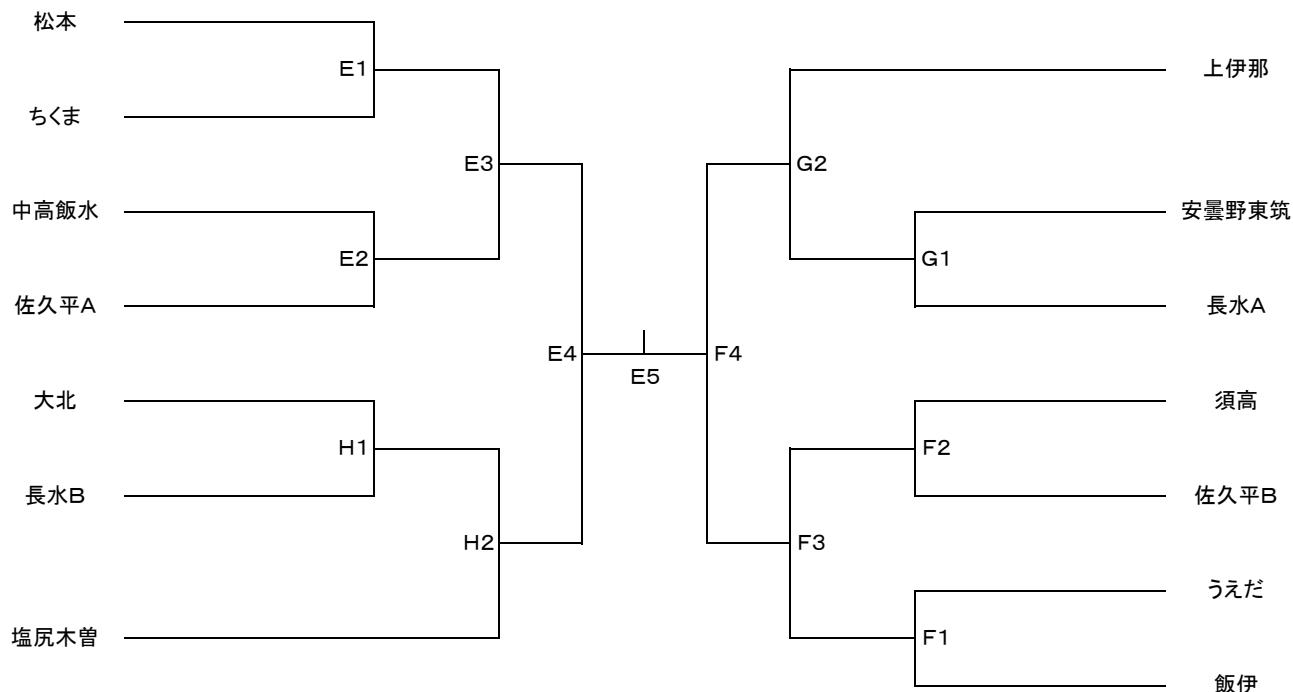 松本
E1
上伊那
ちくま
E3
G2
中高飯水
安曇野東筑
E2
G1
佐久平A
長水A
E4
F4
E5
大北
須高
H1
F2
長水B
佐久平B
H2
F3
うえだ
塩尻木曽
F1
飯伊